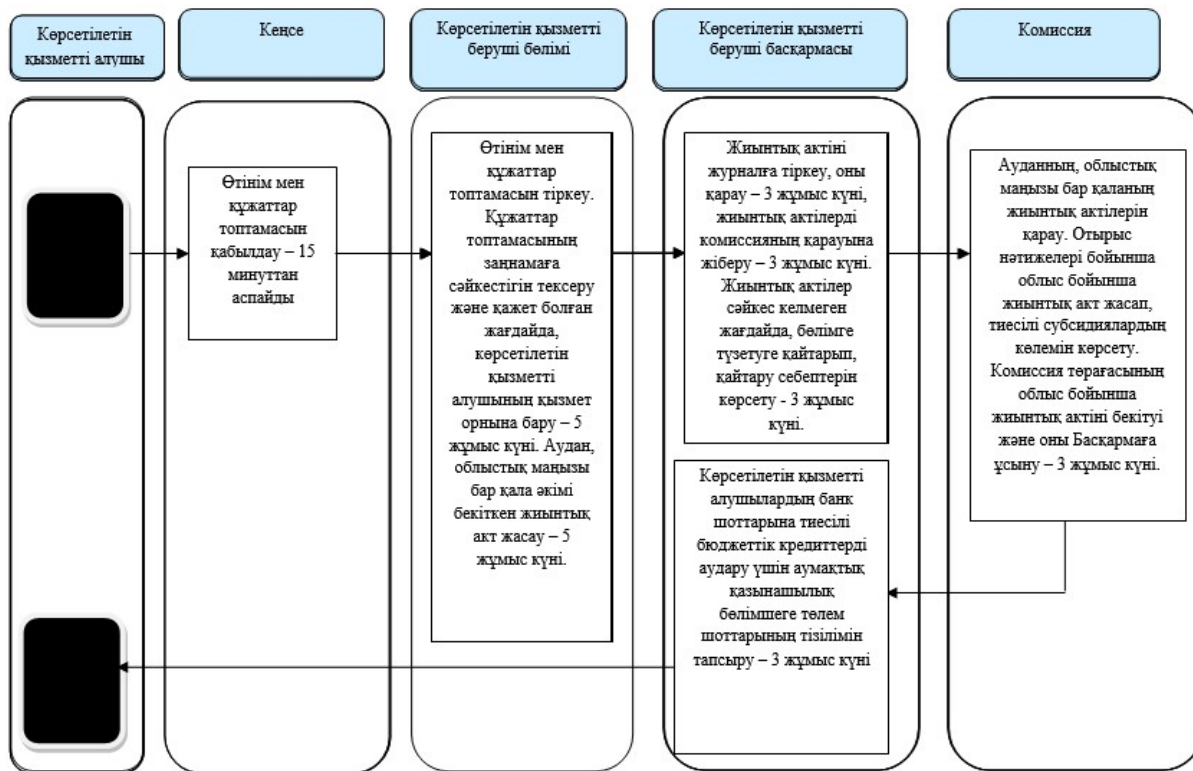 Көрсетілетін
қызметті алушы
Кеңсе
Көрсетілетін қызметті
беруші бөлімі
Көрсетілетін қызметті
беруші басқармасы
Комиссия
Өтінім мен
құжаттар
топтамасын
қабылдау – 15
минуттан
аспайды
Өтінім мен
құжаттар
топтамасын тіркеу.
Құжаттар
топтамасының
заңнамаға
сәйкестігін тексеру
және қажет болған
жағдайда,
көрсетілетін
қызметті
алушының қызмет
орнына бару – 5
жұмыс күні. Аудан,
облыстық маңызы
бар қала әкімі
бекіткен жиынтық
акт жасау – 5
жұмыс күні.
Жиынтық актіні
журналға тіркеу, оны
қарау – 3 жұмыс күні,
жиынтық актілерді
комиссияның қарауына
жіберу – 3 жұмыс күні.
Жиынтық актілер
сәйкес келмеген
жағдайда, бөлімге
түзетуге қайтарып,
қайтару себептерін
көрсету - 3 жұмыс
күні.
Көрсетілетін қызметті
алушылардың банк
шоттарына тиесілі
бюджеттік кредиттерді
аудару үшін аумақтық
қазынашылық
бөлімшеге төлем
шоттарының тізілімін
тапсыру – 3 жұмыс күні
Ауданның, облыстық
маңызы бар қаланың
жиынтық актілерін
қарау. Отырыс
нәтижелері бойынша
облыс бойынша
жиынтық акт жасап,
тиесілі субсидиялардың
көлемін көрсету.
Комиссия төрағасының
облыс бойынша
жиынтық актіні бекітуі
және оны Басқармаға
ұсыну – 3 жұмыс күні.